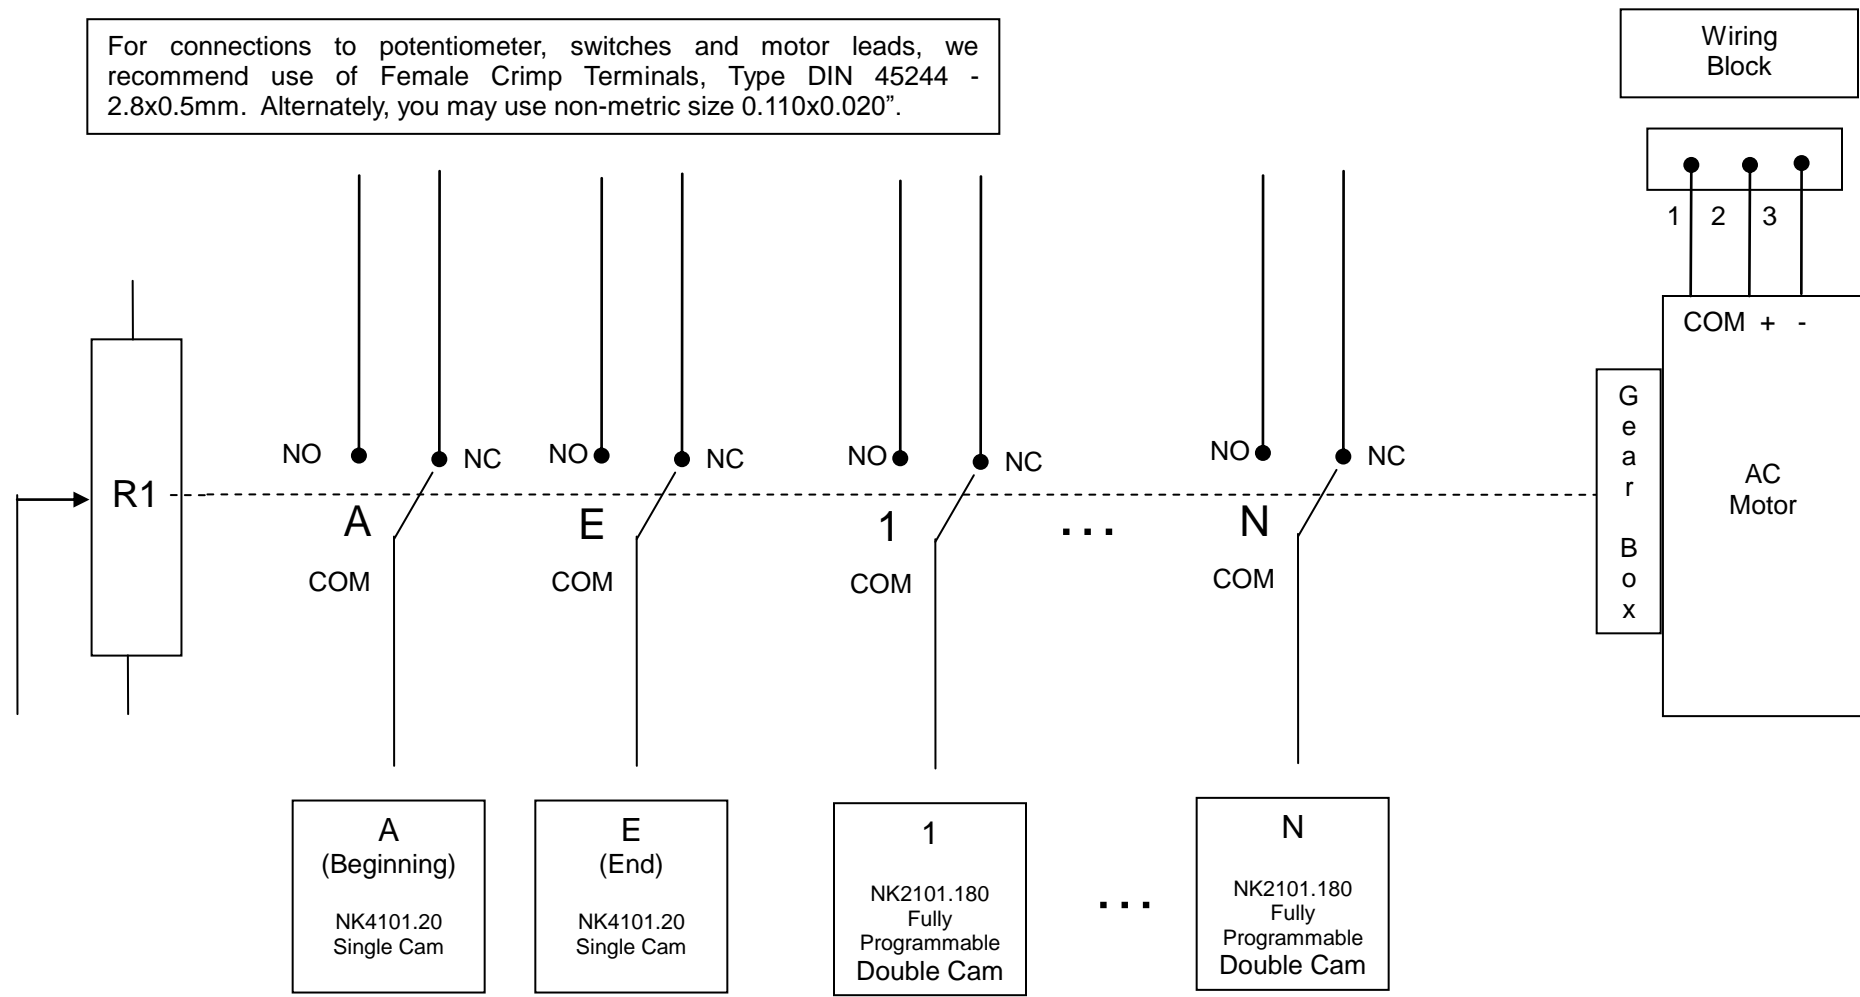 For connections to potentiometer, switches and motor leads, we
recommend use of Female Crimp Terminals, Type DIN 45244 -
2.8x0.5mm. Alternately, you may use non-metric size 0.110x0.020”.
Wiring
Block
1 2 3
COM + -
Gear Box
AC
Motor
R1
NO NC
A
COM
NO NC
E
COM
NO NC
1
COM
...
NO NC
N
COM
A
(Beginning)
NK4101.20
Single Cam
E
(End)
NK4101.20
Single Cam
1
NK2101.180
Fully
Programmable
Double Cam
...
N
NK2101.180
Fully
Programmable
Double Cam